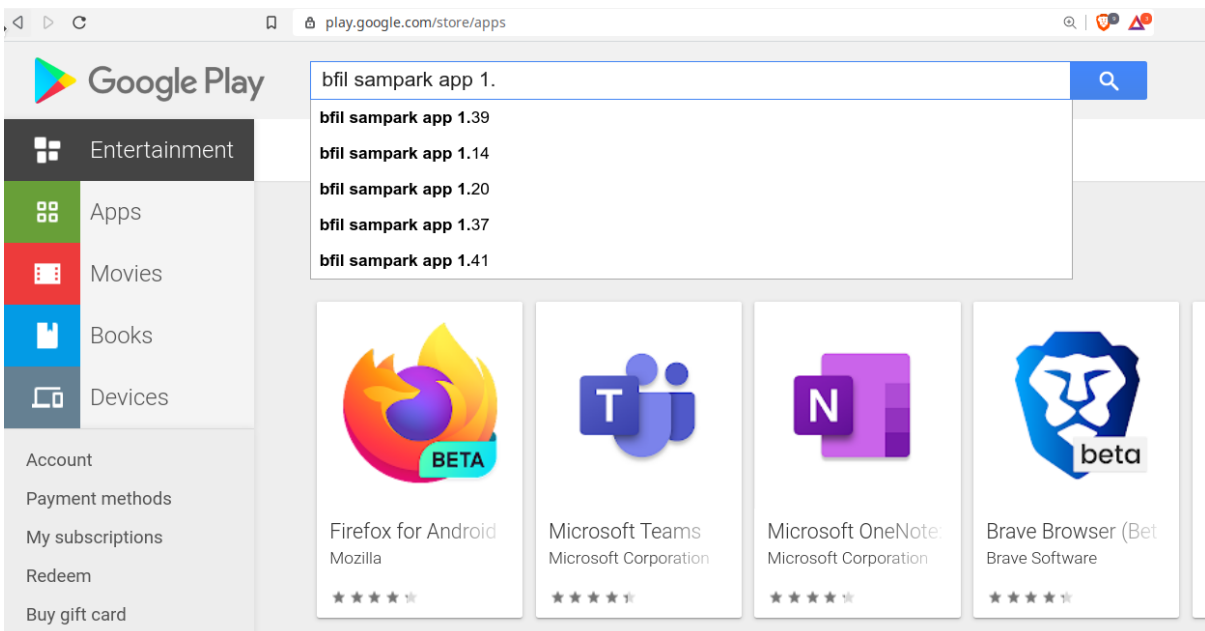 play.google.com/store/apps
Google Play
bfil sampark app 1.
bfil sampark app 1.39
bfil sampark app 1.14
bfil sampark app 1.20
bfil sampark app 1.37
bfil sampark app 1.41
Entertainment
Apps
Movies
Books
Devices
Account
Payment methods
My subscriptions
Redeem
Buy gift card
BETA
T
N
beta
Firefox for Android
Mozilla
Microsoft Teams
Microsoft Corporation
Microsoft OneNote:
Microsoft Corporation
Brave Browser (Bet
Brave Software